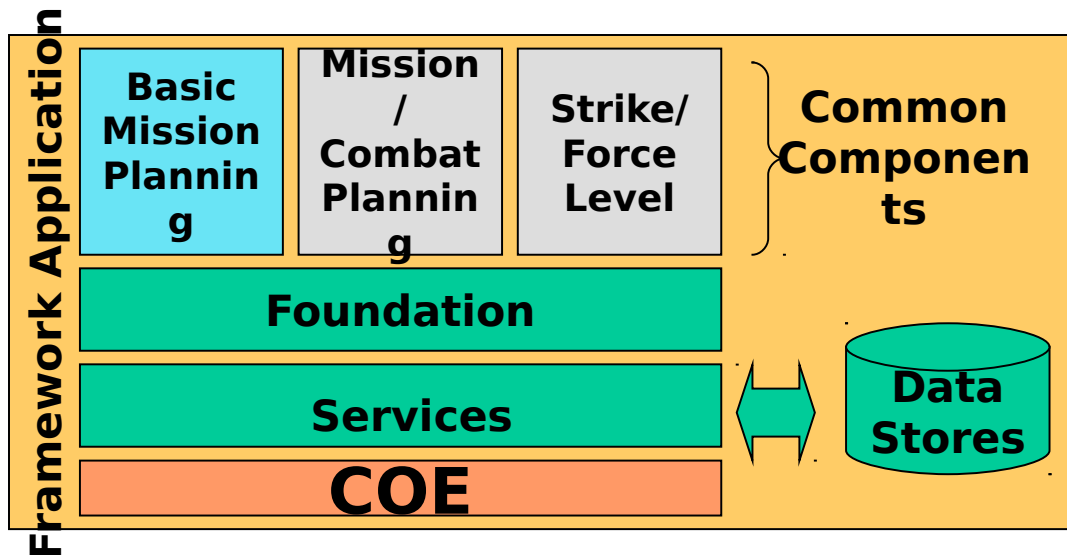 Framework Application
Basic
Mission
Plannin
g
Mission
/
Combat
Plannin
g
Strike/
Force
Level
Common
Componen
ts
Foundation
Services
Data
Stores
COE